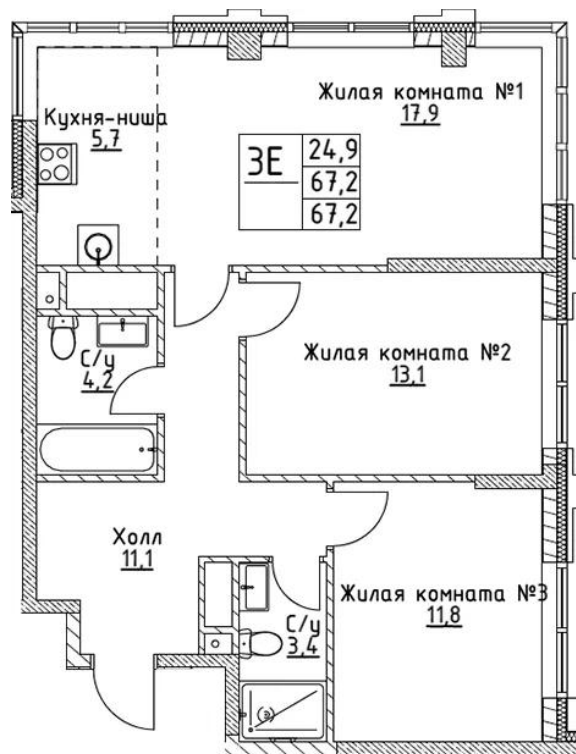 Жилая комната №1
17,9
Кухня-ниша
5,7
3Е
24,9
67,2
67,2
Жилая комната №2
13,1
С/у
4,2
Холл
11,1
Жилая комната №3
11,8
С/у
3,4